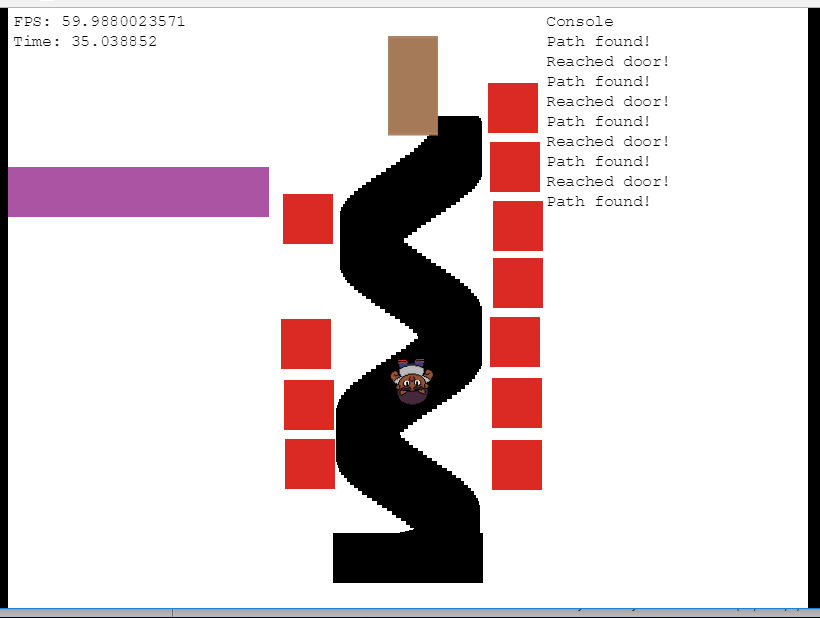 FPS: 59.9880023571
Time: 35.038852
Console
Path found!
Reached door!
Path found!
Reached door!
Path found!
Reached door!
Path found!
Reached door!
Path found!